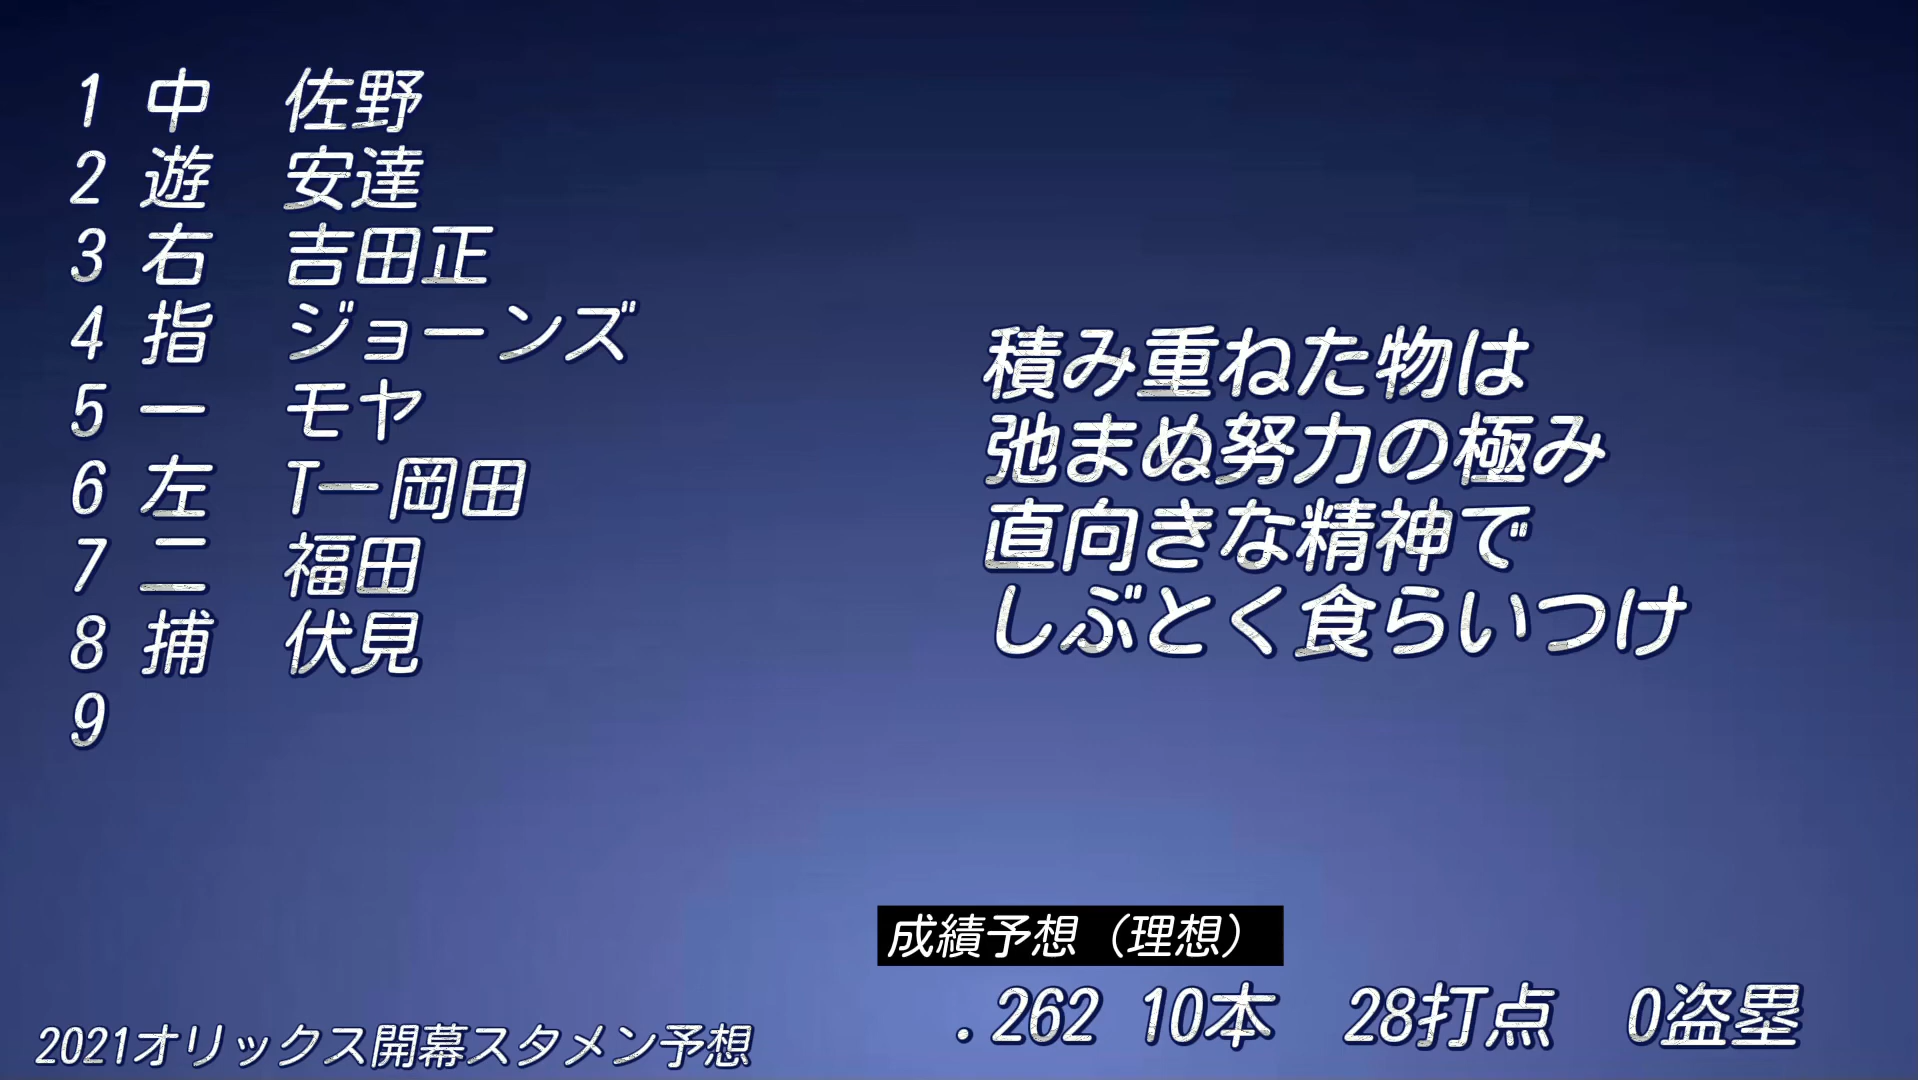 1 中 佐野
2 遊 安達
3 右 吉田正
4 指 ジョーンズ
5 一 モヤ
6 左 T-岡田
7 二 福田
8 捕 伏見
9
積み重ねた物は
弛まぬ努力の極み
直向きな精神で
しぶとく食らいつけ
成績予想（理想）
.262 10本 28打点 0盗塁
2021オリックス開幕スタメン予想